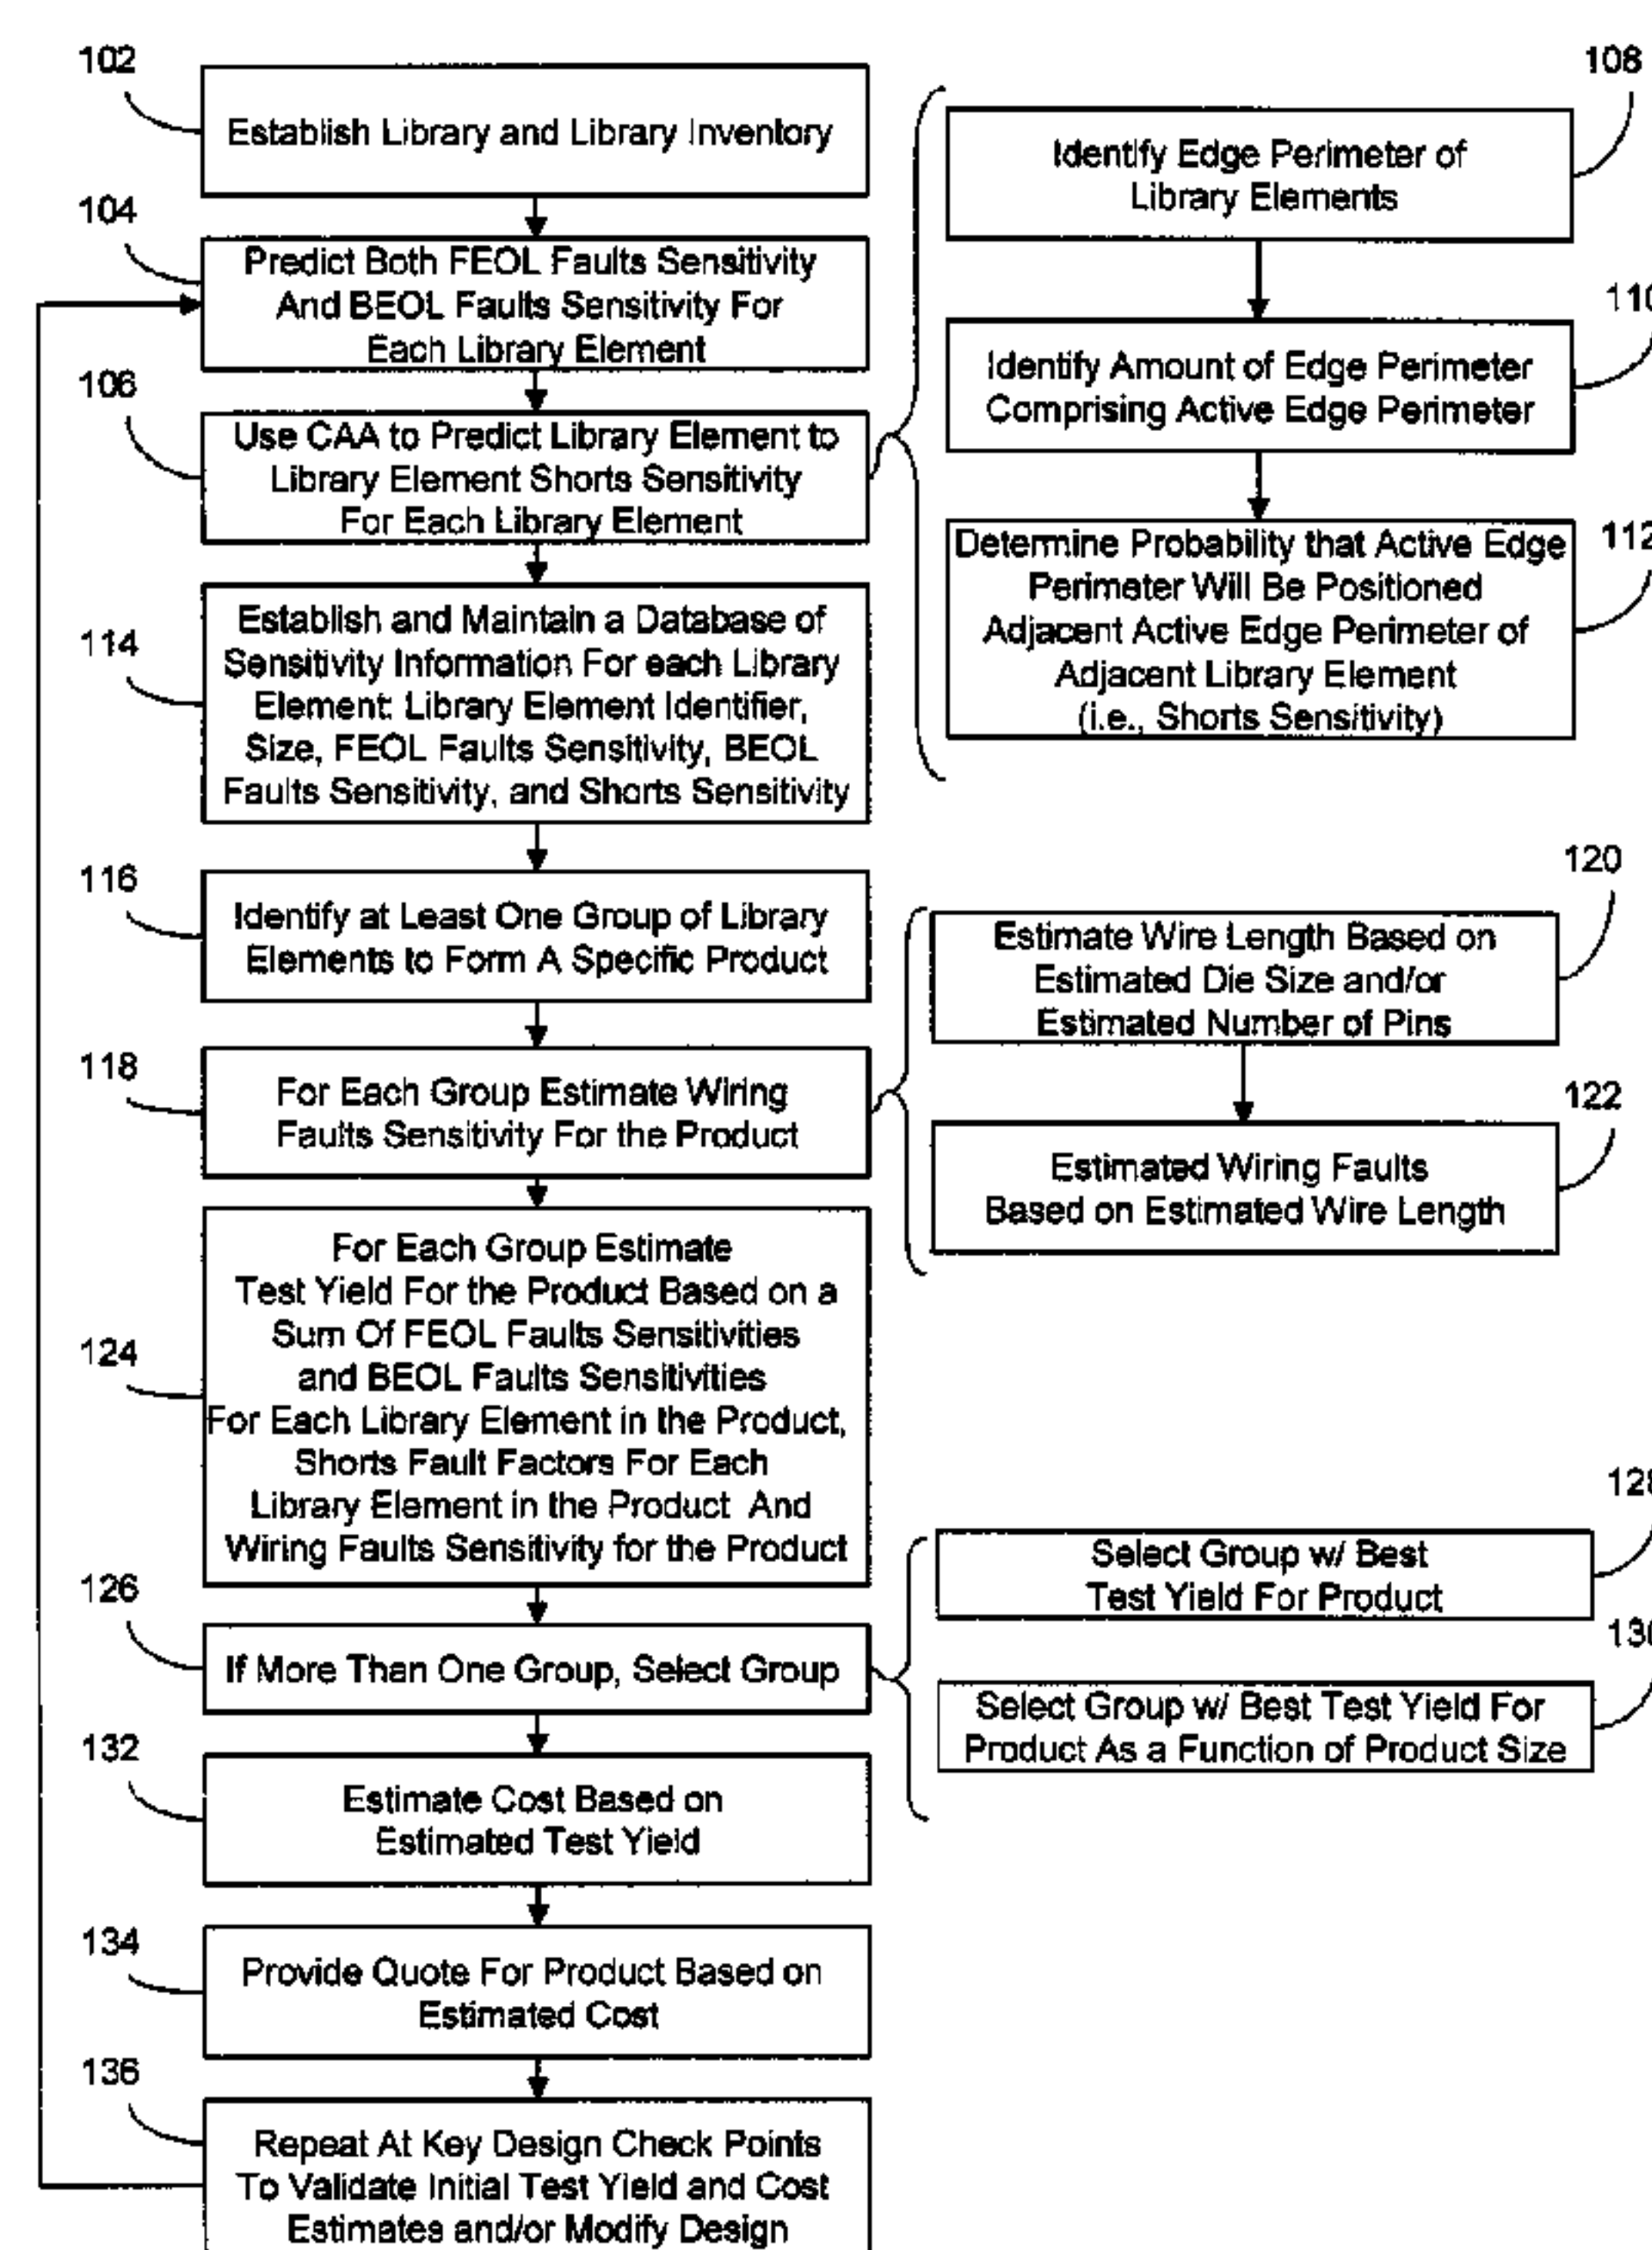 102
Establish Library and Library Inventory
104
Predict Both FEOL Faults Sensitivity
And BEOL Faults Sensitivity For
Each Library Element
106
Use CAA to Predict Library Element to
Library Element Shorts Sensitivity
For Each Library Element
108
Identify Edge Perimeter of
Library Elements
110
Identify Amount of Edge Perimeter
Comprising Active Edge Perimeter
112
Determine Probability that Active Edge
Perimeter Will Be Positioned
Adjacent Active Edge Perimeter of
Adjacent Library Element
(i.e., Shorts Sensitivity)
114
Establish and Maintain a Database of
Sensitivity Information For each Library
Element: Library Element Identifier,
Size, FEOL Faults Sensitivity, BEOL
Faults Sensitivity, and Shorts Sensitivity
116
Identify at Least One Group of Library
Elements to Form A Specific Product
118
For Each Group Estimate Wiring
Faults Sensitivity For the Product
120
Estimate Wire Length Based on
Estimated Die Size and/or
Estimated Number of Pins
122
Estimated Wiring Faults
Based on Estimated Wire Length
124
For Each Group Estimate
Test Yield For the Product Based on a
Sum Of FEOL Faults Sensitivities
and BEOL Faults Sensitivities
For Each Library Element in the Product,
Shorts Fault Factors For Each
Library Element in the Product And
Wiring Faults Sensitivity for the Product
126
If More Than One Group, Select Group
128
Select Group w/ Best
Test Yield For Product
130
Select Group w/ Best Test Yield For
Product As a Function of Product Size
132
Estimate Cost Based on
Estimated Test Yield
134
Provide Quote For Product Based on
Estimated Cost
136
Repeat At Key Design Check Points
To Validate Initial Test Yield and Cost
Estimates and/or Modify Design